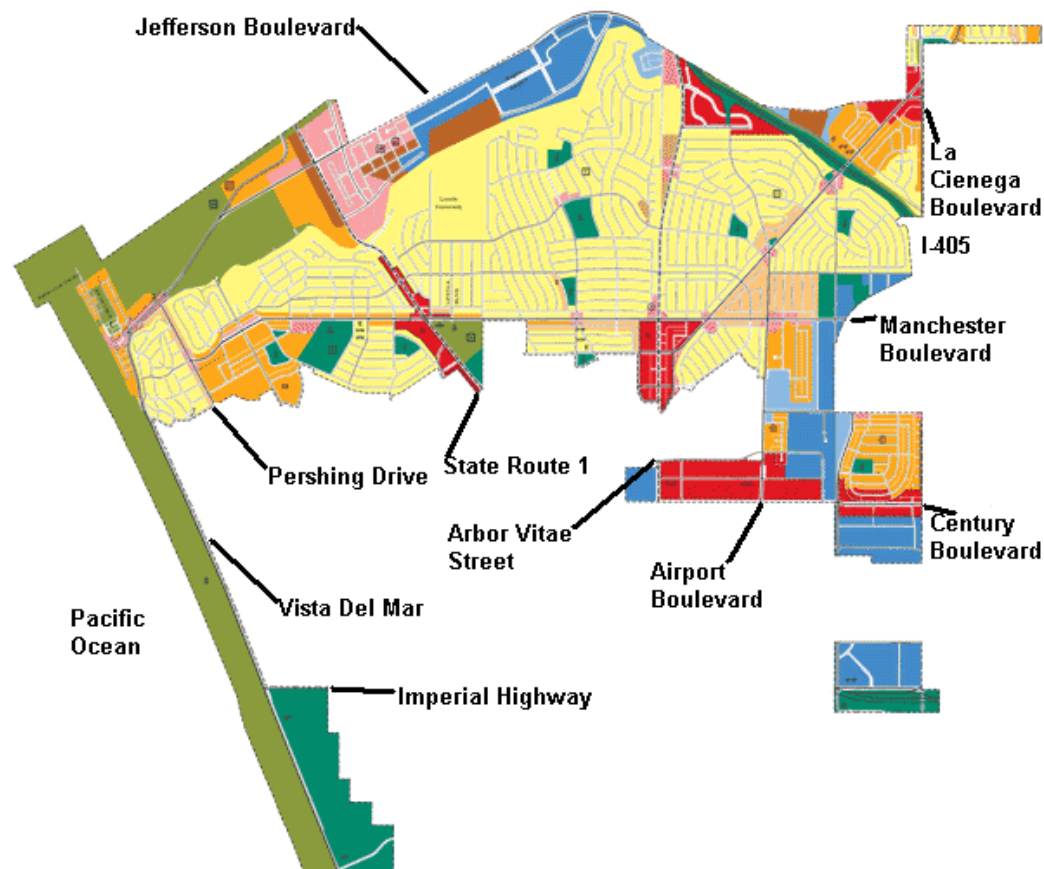 Jefferson Boulevard
La
Cienega
Boulevard
I-405
Manchester
Boulevard
Pershing Drive
State Route 1
Arbor Vitae
Street
Airport
Boulevard
Century
Boulevard
Vista Del Mar
Pacific
Ocean
Imperial Highway